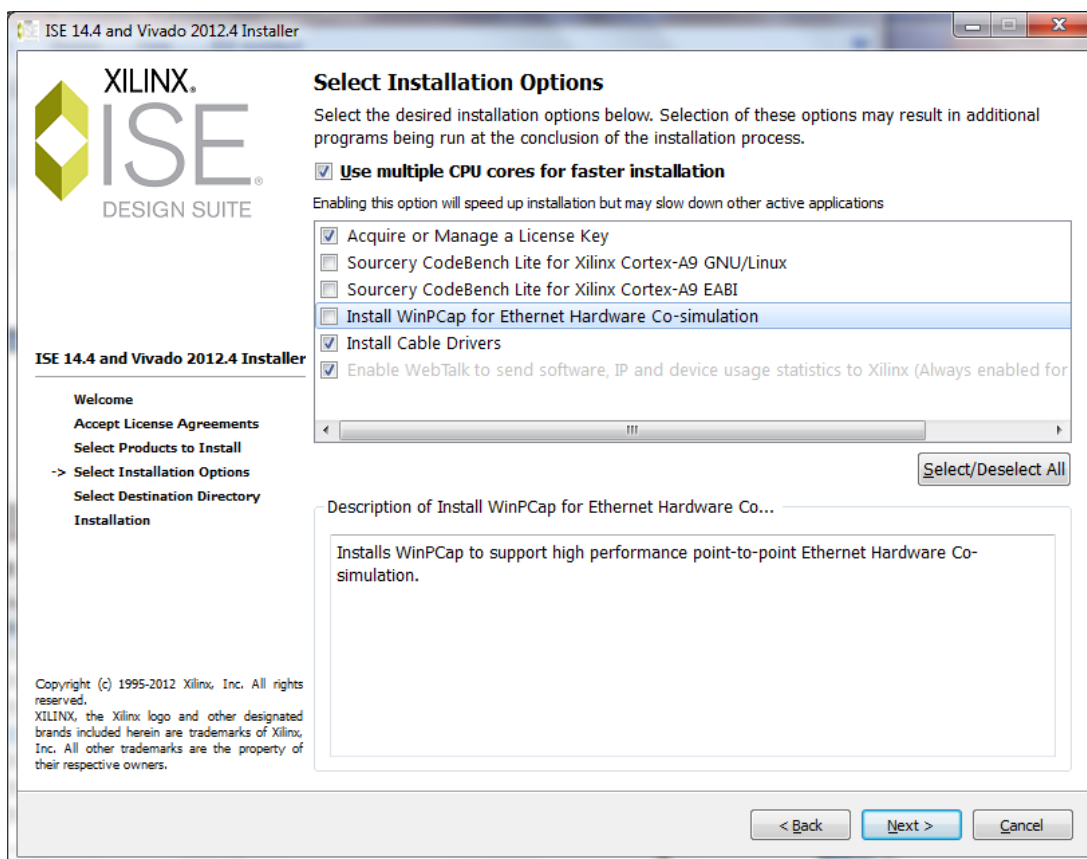 ISE 14.4 and Vivado 2012.4 Installer
XILINX®
ISE®
DESIGN SUITE
ISE 14.4 and Vivado 2012.4 Installer
Welcome
Accept License Agreements
Select Products to Install
-> Select Installation Options
Select Destination Directory
Installation
Copyright (c) 1995-2012 Xilinx, Inc. All rights
reserved.
XILINX, the Xilinx logo and other designated
brands included herein are trademarks of Xilinx,
Inc. All other trademarks are the property of
their respective owners.
Select Installation Options
Select the desired installation options below. Selection of these options may result in additional
programs being run at the conclusion of the installation process.
Use multiple CPU cores for faster installation
Enabling this option will speed up installation but may slow down other active applications
Acquire or Manage a License Key
Sourcery CodeBench Lite for Xilinx Cortex-A9 GNU/Linux
Sourcery CodeBench Lite for Xilinx Cortex-A9 EABI
Install WinPCap for Ethernet Hardware Co-simulation
Install Cable Drivers
Enable WebTalk to send software, IP and device usage statistics to Xilinx (Always enabled for
Select/Deselect All
Description of Install WinPCap for Ethernet Hardware Co...
Installs WinPCap to support high performance point-to-point Ethernet Hardware Co-
simulation.
< Back
Next >
Cancel